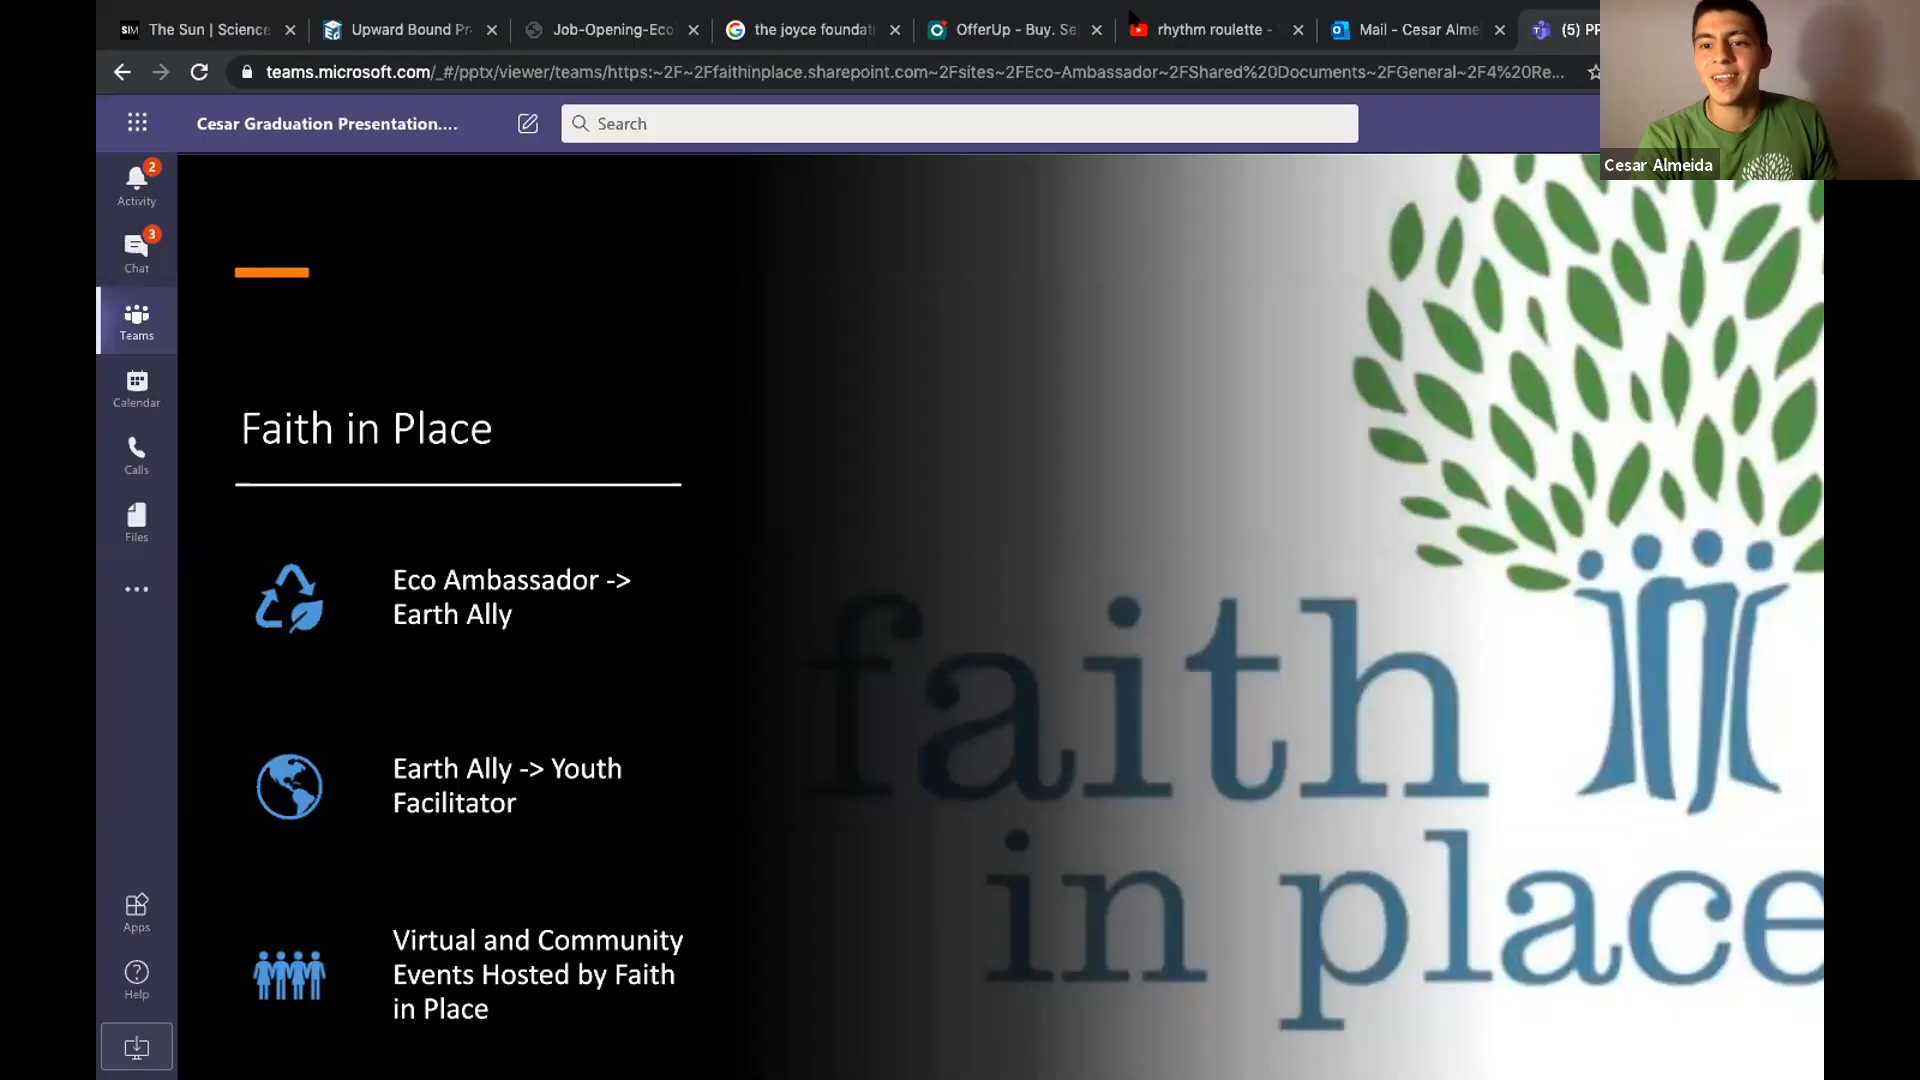 The Sun | Science
Upward Bound Pr
Job-Opening-Eco
the joyce foundati
OfferUp - Buy. Se
rhythm roulette -
Mail - Cesar Alme
(5) PP
teams.microsoft.com/_#/pptx/viewer/teams/https:~2F~2Ffaithinplace.sharepoint.com~2Fsites~2FEco-Ambassador~2FShared%20Documents~2FGeneral~2F4%20Re...
Cesar Graduation Presentation....
Search
Cesar Almeida
2
Activity
3
Chat
Teams
Calendar
Calls
Files
Apps
Help
Faith in Place
Eco Ambassador ->
Earth Ally
Earth Ally -> Youth
Facilitator
Virtual and Community
Events Hosted by Faith
in Place
faith
in place